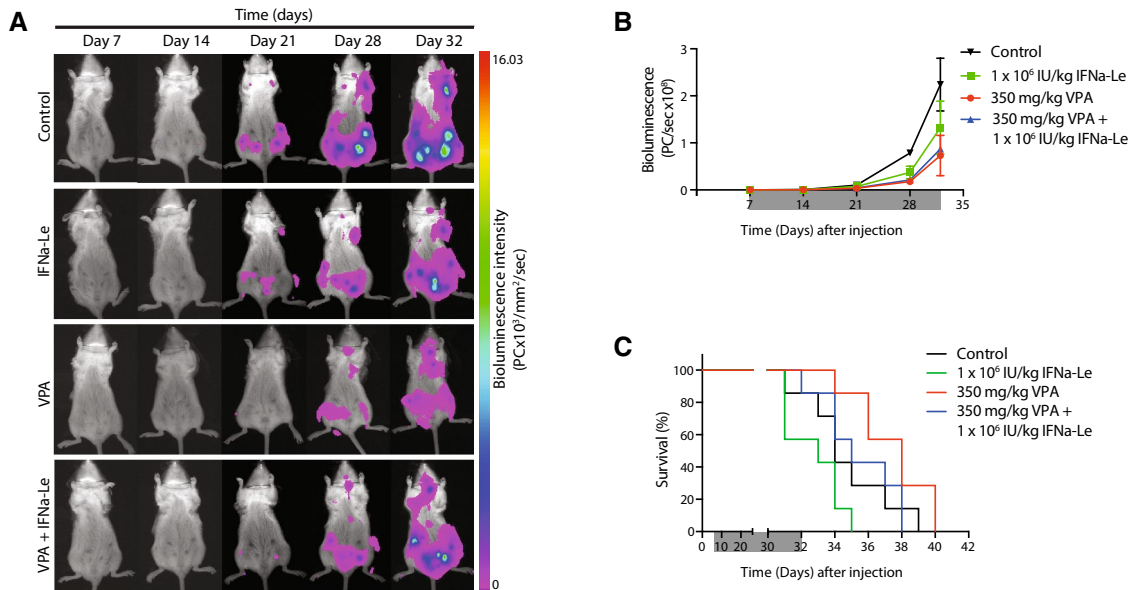 A
Time (days)
Day 7 Day 14 Day 21 Day 28 Day 32
Control
IFNa-Le
VPA
VPA + IFNa-Le
16.03
Bioluminescence intensity
(PCx10³/mm²/sec)
0
B
Bioluminescence
(PC/secx10⁸)
3
2
1
0
7 14 21 28 35
Time (Days) after injection
Control
1 x 10⁶ IU/kg IFNa-Le
350 mg/kg VPA
350 mg/kg VPA +
1 x 10⁶ IU/kg IFNa-Le
C
Survival (%)
100
80
60
40
20
0
0 10 20 30 32 34 36 38 40 42
Time (Days) after injection
Control
1 x 10⁶ IU/kg IFNa-Le
350 mg/kg VPA
350 mg/kg VPA +
1 x 10⁶ IU/kg IFNa-Le